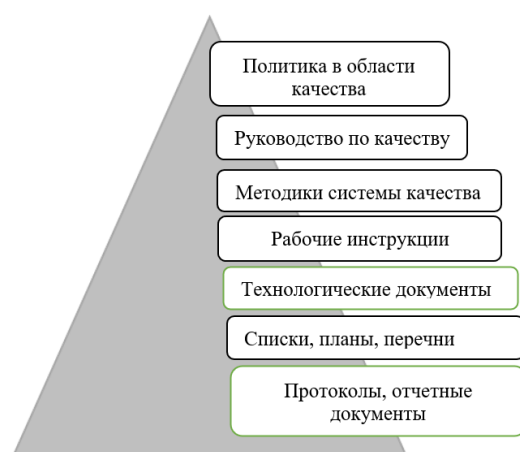 Политика в области
качества
Руководство по качеству
Методики системы качества
Рабочие инструкции
Технологические документы
Списки, планы, перечни
Протоколы, отчетные
документы